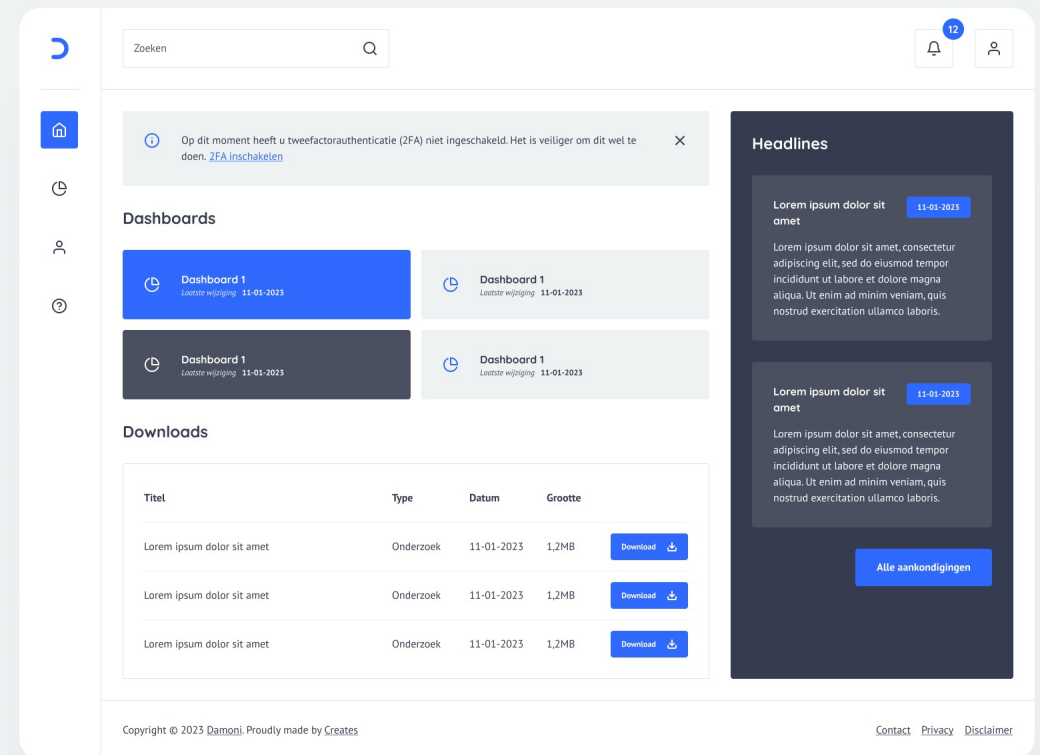 Zoeken
12
Op dit moment heeft u tweefactorauthenticatie (2FA) niet ingeschakeld. Het is veiliger om dit wel te
doen. 2FA inschakelen
Dashboards
Dashboard 1
Laatste wijziging 11-01-2023
Dashboard 1
Laatste wijziging 11-01-2023
Dashboard 1
Laatste wijziging 11-01-2023
Dashboard 1
Laatste wijziging 11-01-2023
Downloads
Titel Type Datum Grootte
Lorem ipsum dolor sit amet Onderzoek 11-01-2023 1,2MB Download
Lorem ipsum dolor sit amet Onderzoek 11-01-2023 1,2MB Download
Lorem ipsum dolor sit amet Onderzoek 11-01-2023 1,2MB Download
Headlines
Lorem ipsum dolor sit
amet
11-01-2023
Lorem ipsum dolor sit amet, consectetur
adipiscing elit, sed do eiusmod tempor
incididunt ut labore et dolore magna
aliqua. Ut enim ad minim veniam, quis
nostrud exercitation ullamco laboris.
Lorem ipsum dolor sit
amet
11-01-2023
Lorem ipsum dolor sit amet, consectetur
adipiscing elit, sed do eiusmod tempor
incididunt ut labore et dolore magna
aliqua. Ut enim ad minim veniam, quis
nostrud exercitation ullamco laboris.
Alle aankondigingen
Copyright © 2023 Damoni. Proudly made by Creates
Contact Privacy Disclaimer